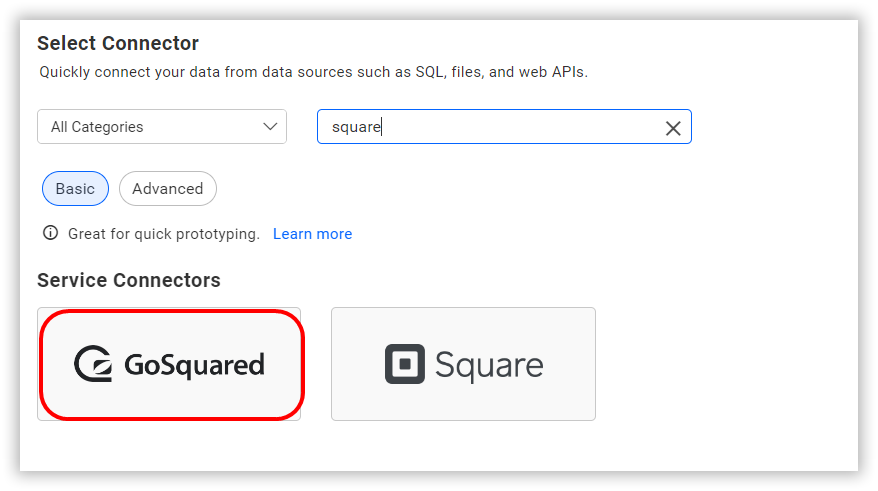 Select Connector
Quickly connect your data from data sources such as SQL, files, and web APIs.
All Categories
square
Basic Advanced
Great for quick prototyping. Learn more
Service Connectors
GoSquared Square